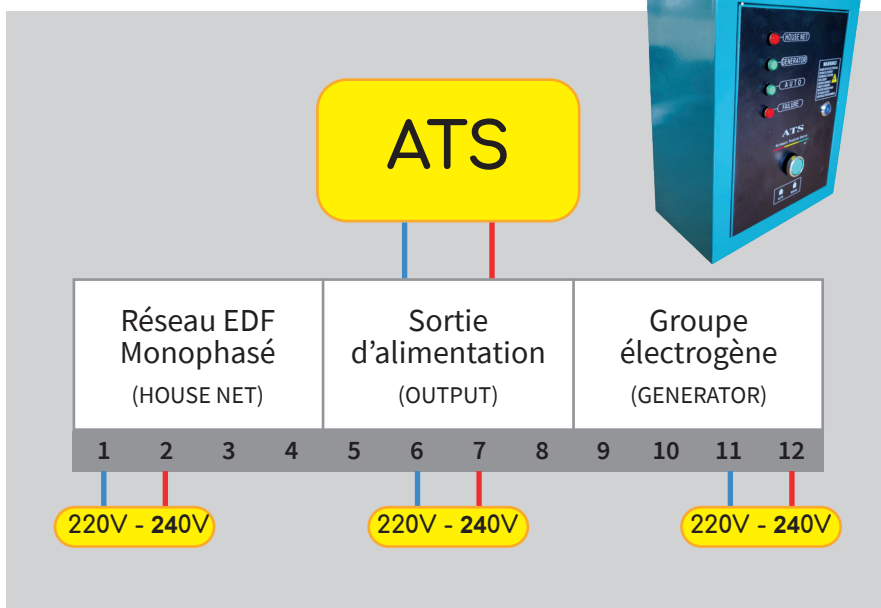 HOUSE NET
GENERATOR
AUTO
FAILURE
ATS
ATS
Réseau EDF
Monophasé
(HOUSE NET)
Sortie
d'alimentation
(OUTPUT)
Groupe
électrogène
(GENERATOR)
1 2 3 4 5 6 7 8 9 10 11 12
220V - 240V
220V - 240V
220V - 240V